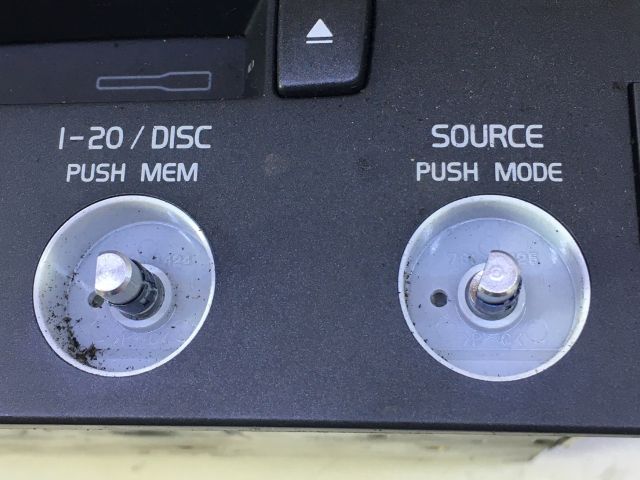 1-20/DISC
PUSH MEM
SOURCE
PUSH MODE